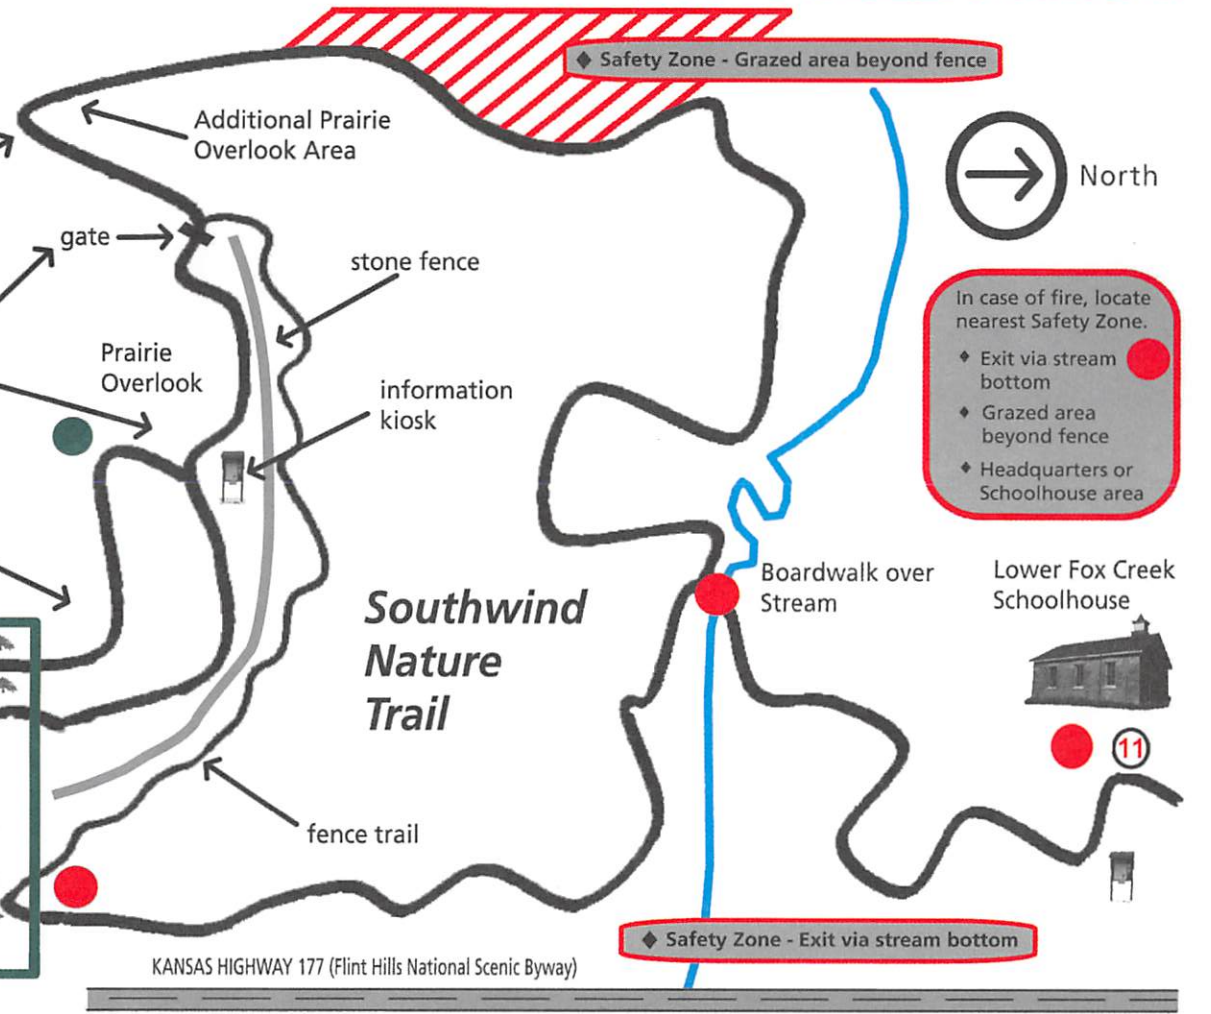 ◆ Safety Zone - Grazed area beyond fence
Additional Prairie
Overlook Area
North
gate
stone fence
In case of fire, locate
nearest Safety Zone.
◆ Exit via stream
bottom
◆ Grazed area
beyond fence
◆ Headquarters or
Schoolhouse area
Prairie
Overlook
information
kiosk
Boardwalk over
Stream
Lower Fox Creek
Schoolhouse
Southwind
Nature
Trail
11
fence trail
◆ Safety Zone - Exit via stream bottom
KANSAS HIGHWAY 177 (Flint Hills National Scenic Byway)